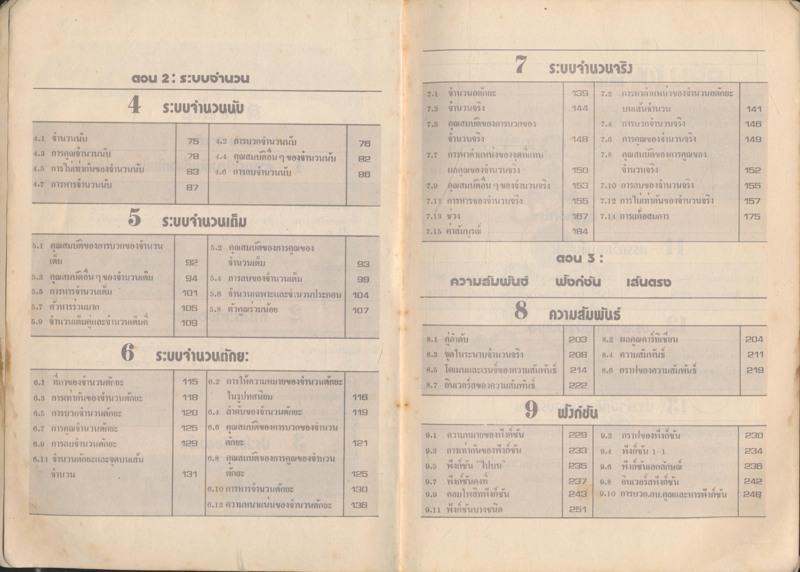 ตอน 2 : ระบบจำนวน
4 ระบบจำนวนนับ
4.1 จำนวนนับ 75
4.2 การบวกจำนวนนับ 76
4.3 การคูณจำนวนนับ 79
4.4 คุณสมบัติอื่น ๆ ของจำนวนนับ 82
4.5 การไม่เท่ากันของจำนวนนับ 83
4.6 การลบจำนวนนับ 86
4.7 การหารจำนวนนับ 87
5 ระบบจำนวนเต็ม
5.1 คุณสมบัติของการบวกของจำนวน
เต็ม 92
5.2 คุณสมบัติของการคูณของ
จำนวนเต็ม 93
5.3 คุณสมบัติอื่น ๆ ของจำนวนเต็ม 94
5.4 การลบของจำนวนเต็ม 99
5.5 การหารจำนวนเต็ม 101
5.6 จำนวนเฉพาะและจำนวนประกอบ 104
5.7 ตัวหารร่วมมาก 105
5.8 ตัวคูณร่วมน้อย 107
5.9 จำนวนเต็มคู่และจำนวนเต็มคี่ 109
6 ระบบจำนวนตักยะ
6.1 ที่มาของจำนวนตักยะ 115
6.2 การให้ความหมายของจำนวนตักยะ
ในรูปทศนิยม 116
6.3 การเท่ากันของจำนวนตักยะ 118
6.4 ลำดับของจำนวนตักยะ 119
6.5 การบวกจำนวนตักยะ 120
6.6 คุณสมบัติของการบวกของจำนวน
ตักยะ 121
6.7 การคูณจำนวนตักยะ 125
6.8 คุณสมบัติของการคูณของจำนวน
ตักยะ 125
6.9 การลบจำนวนตักยะ 129
6.10 การหารจำนวนตักยะ 130
6.11 จำนวนตักยะและจุดบนเส้น
จำนวน 131
6.12 ความหนาแน่นของจำนวนตักยะ 136
7 ระบบจำนวนจริง
7.1 จำนวนอตักยะ 139
7.2 การหาตำแหน่งของจำนวนอตักยะ
บนเส้นจำนวน 141
7.3 จำนวนจริง 144
7.4 การบวกจำนวนจริง 146
7.5 คุณสมบัติของการบวกของ
จำนวนจริง 148
7.6 การคูณของจำนวนจริง 149
7.7
ผลคูณของจำนวนจริง 150
7.8 คุณสมบัติของการคูณของ
จำนวนจริง 152
7.9 คุณสมบัติอื่น ๆ ของจำนวนจริง 153
7.10 การลบของจำนวนจริง 155
7.11 การหารของจำนวนจริง 155
7.12 การไม่เท่ากันของจำนวนจริง 157
7.13 ช่วง 167
7.14 การแก้อสมการ 175
7.15 ค่าสัมบูรณ์ 184
ตอน 3 :
ความสัมพันธ์ ฟังก์ชัน เส้นตรง
8 ความสัมพันธ์
8.1 คู่ลำดับ 203
8.2 ผลคูณคาร์ทีเซียน 204
8.3 จุดในระนาบจำนวนจริง 208
8.4 ความสัมพันธ์ 211
8.5 โดเมนและเรนจ์ของความสัมพันธ์ 214
8.6 กราฟของความสัมพันธ์ 219
8.7 อินเวอร์สของความสัมพันธ์ 222
9 ฟังก์ชัน
9.1 ความหมายของฟังก์ชัน 229
9.2 กราฟของฟังก์ชัน 230
9.3 การเท่ากันของฟังก์ชัน 233
9.4 ฟังก์ชัน 1-1 234
9.5 ฟังก์ชัน "ไปบน" 235
9.6 ฟังก์ชันเอกลักษณ์ 236
9.7 ฟังก์ชันคงที่ 237
9.8 อินเวอร์สฟังก์ชัน 242
9.9 คอมโพสิทฟังก์ชัน 243
9.10 การบวก,ลบ,คูณและหารฟังก์ชัน 248
9.11 ฟังก์ชันบางชนิด 251